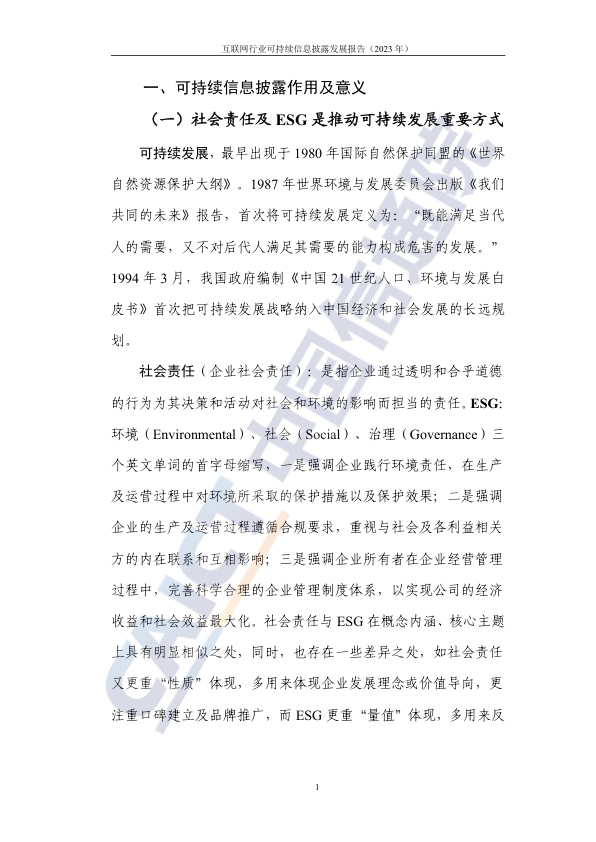 互联网行业可持续信息披露发展报告（2023 年）
一、可持续信息披露作用及意义
（一）社会责任及 ESG 是推动可持续发展重要方式
可持续发展，最早出现于 1980 年国际自然保护同盟的《世界
自然资源保护大纲》。1987 年世界环境与发展委员会出版《我们
共同的未来》报告，首次将可持续发展定义为：“既能满足当代
人的需要，又不对后代人满足其需要的能力构成危害的发展。”
1994 年 3 月，我国政府编制《中国 21 世纪人口、环境与发展白
皮书》首次把可持续发展战略纳入中国经济和社会发展的长远规
划。
社会责任（企业社会责任）：是指企业通过透明和合乎道德
的行为为其决策和活动对社会和环境的影响而担当的责任。ESG:
环境（Environmental）、社会（Social）、治理（Governance）三
个英文单词的首字母缩写，一是强调企业践行环境责任，在生产
及运营过程中对环境所采取的保护措施以及保护效果；二是强调
企业的生产及运营过程遵循合规要求，重视与社会及各利益相关
方的内在联系和互相影响；三是强调企业所有者在企业经营管理
过程中，完善科学合理的企业管理制度体系，以实现公司的经济
收益和社会效益最大化。社会责任与 ESG 在概念内涵、核心主题
上具有明显相似之处，同时，也存在一些差异之处，如社会责任
又更重“性质”体现，多用来体现企业发展理念或价值导向，更
注重口碑建立及品牌推广，而 ESG 更重“量值”体现，多用来反
1
CAICT 中国信通院